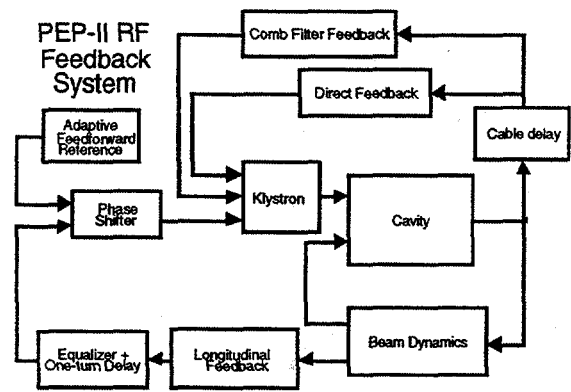 PEP-II RF
Feedback
System
Comb Filter Feedback
Direct Feedback
Adaptive
Feedforward
Reference
Cable delay
Phase
Shifter
Klystron
Cavity
Equalizer +
One-turn Delay
Longitudinal
Feedback
Beam Dynamics